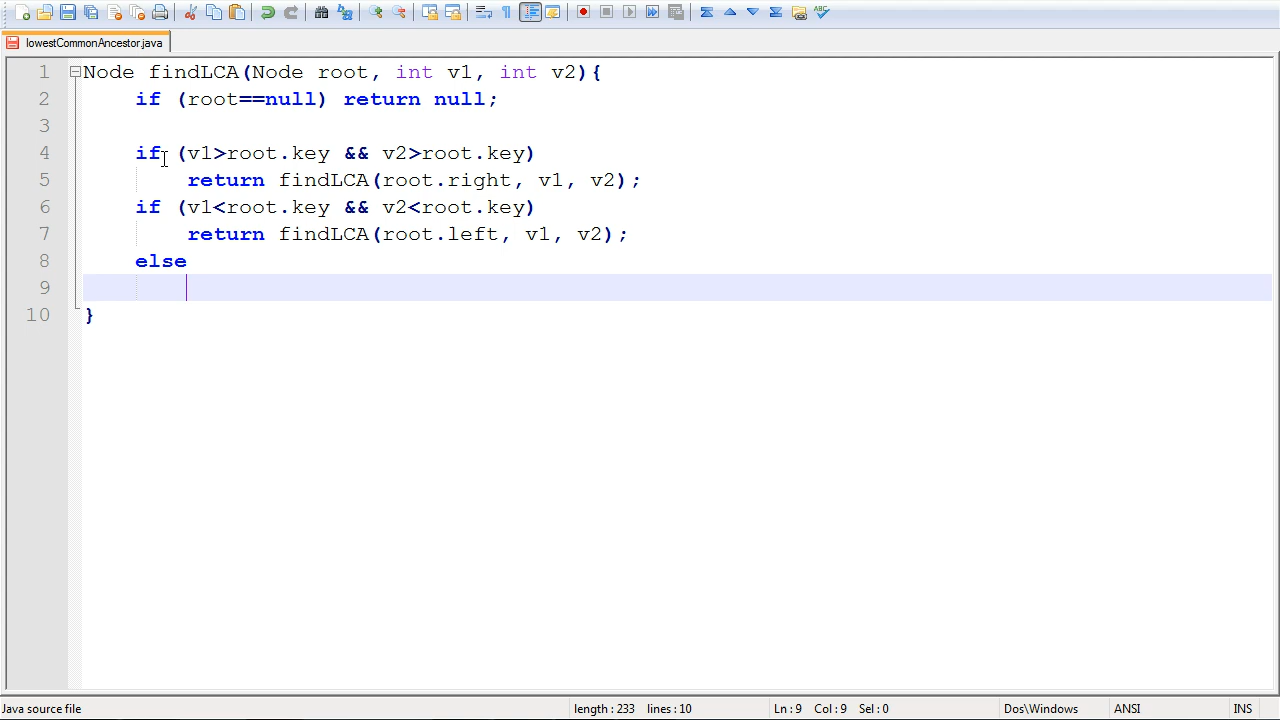 lowestCommonAncestor.java
1 Node findLCA(Node root, int v1, int v2){
2 if (root==null) return null;
3
4 if (v1>root.key && v2>root.key)
5 return findLCA(root.right, v1, v2);
6 if (v1<root.key && v2<root.key)
7 return findLCA(root.left, v1, v2);
8 else
9
10 }
Java source file length : 233 lines : 10 Ln : 9 Col : 9 Sel : 0 Dos\Windows ANSI INS